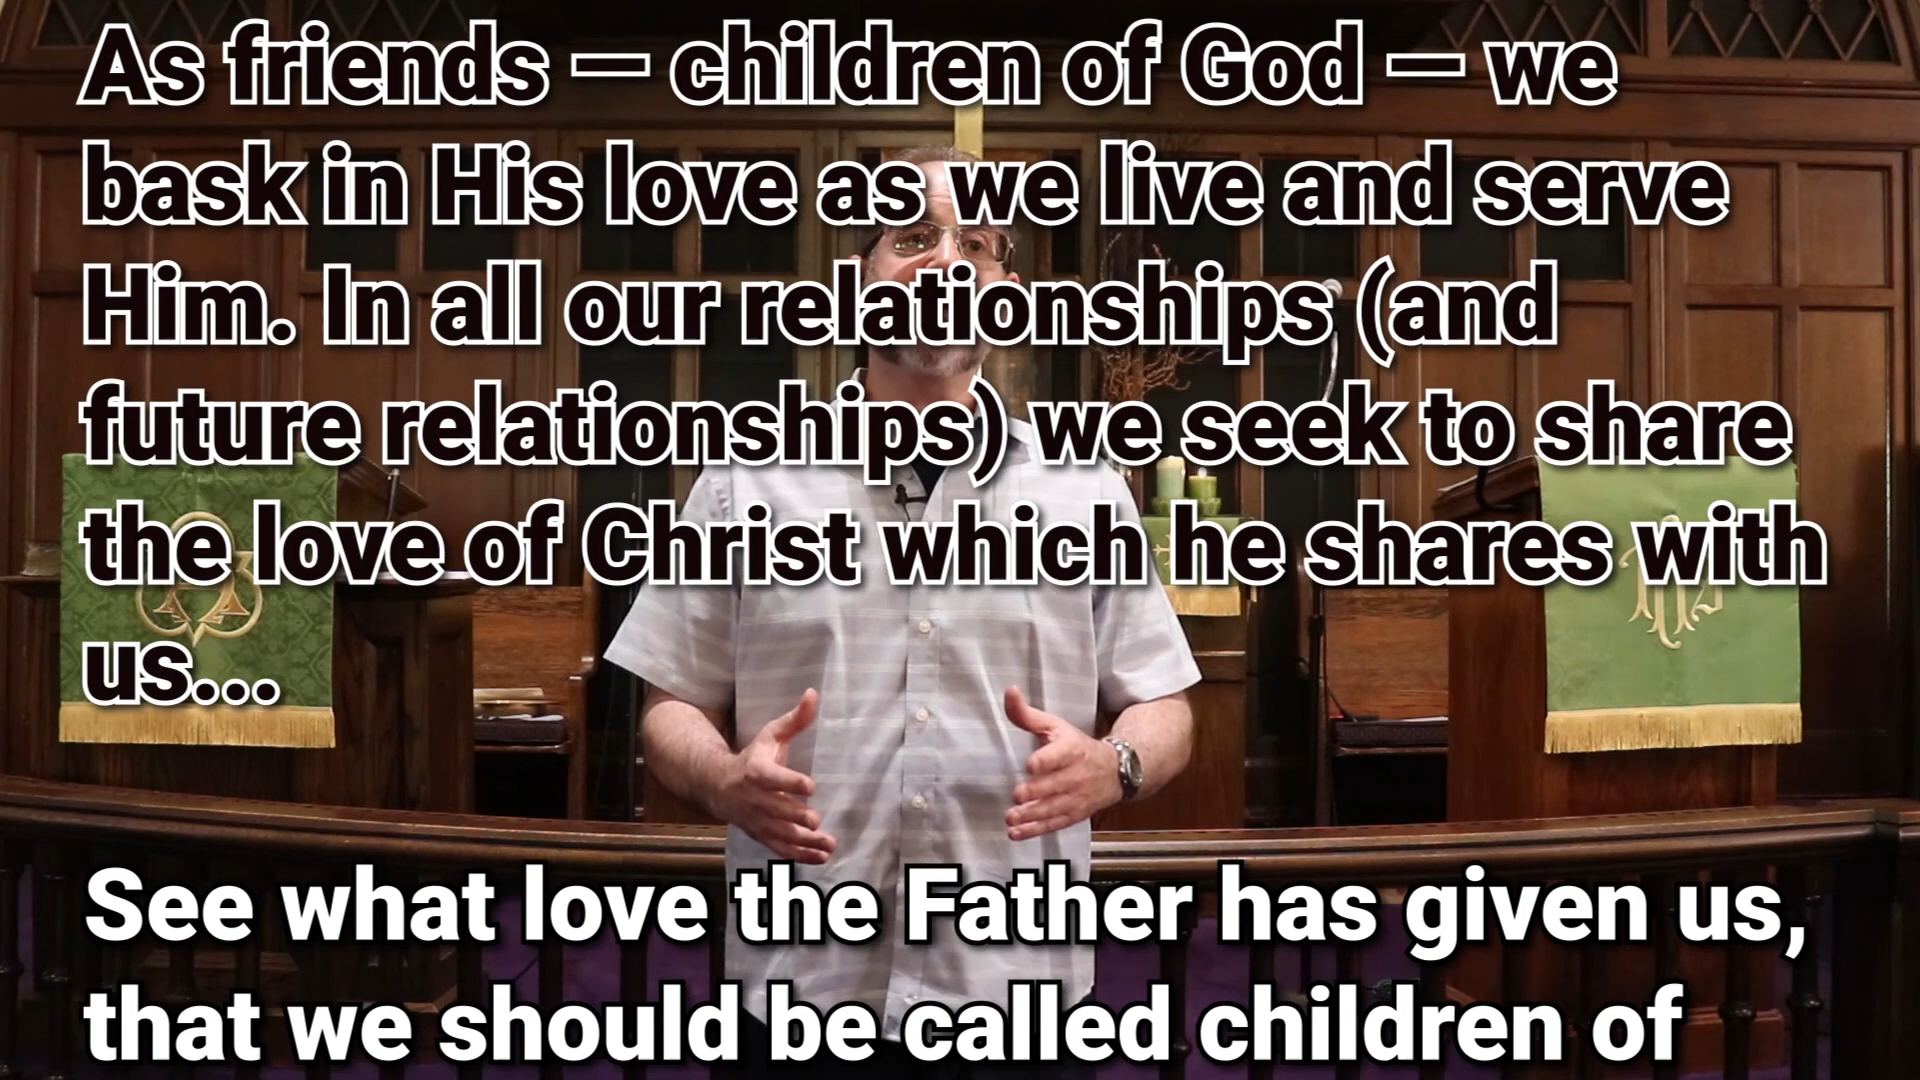 As friends — children of God — we
bask in His love as we live and serve
Him. In all our relationships (and
future relationships) we seek to share
the love of Christ which he shares with
us...
See what love the Father has given us,
that we should be called children of